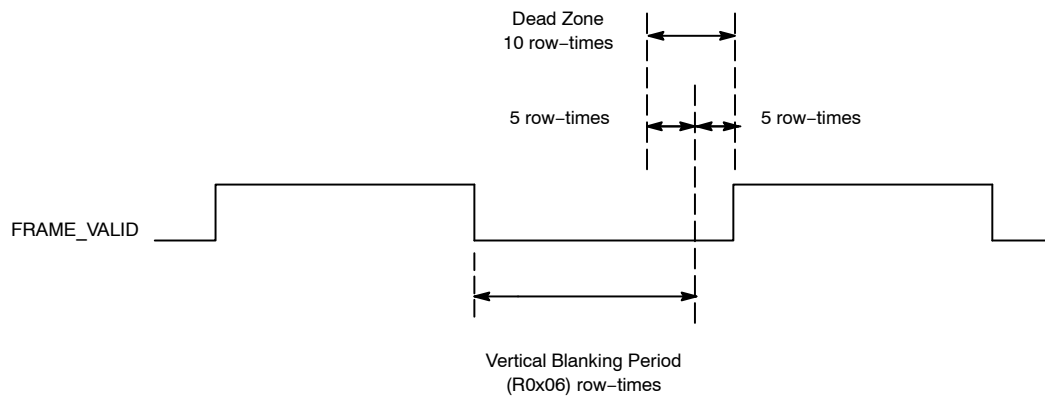 Dead Zone
10 row−times
5 row−times
5 row−times
FRAME_VALID
Vertical Blanking Period
(R0x06) row−times